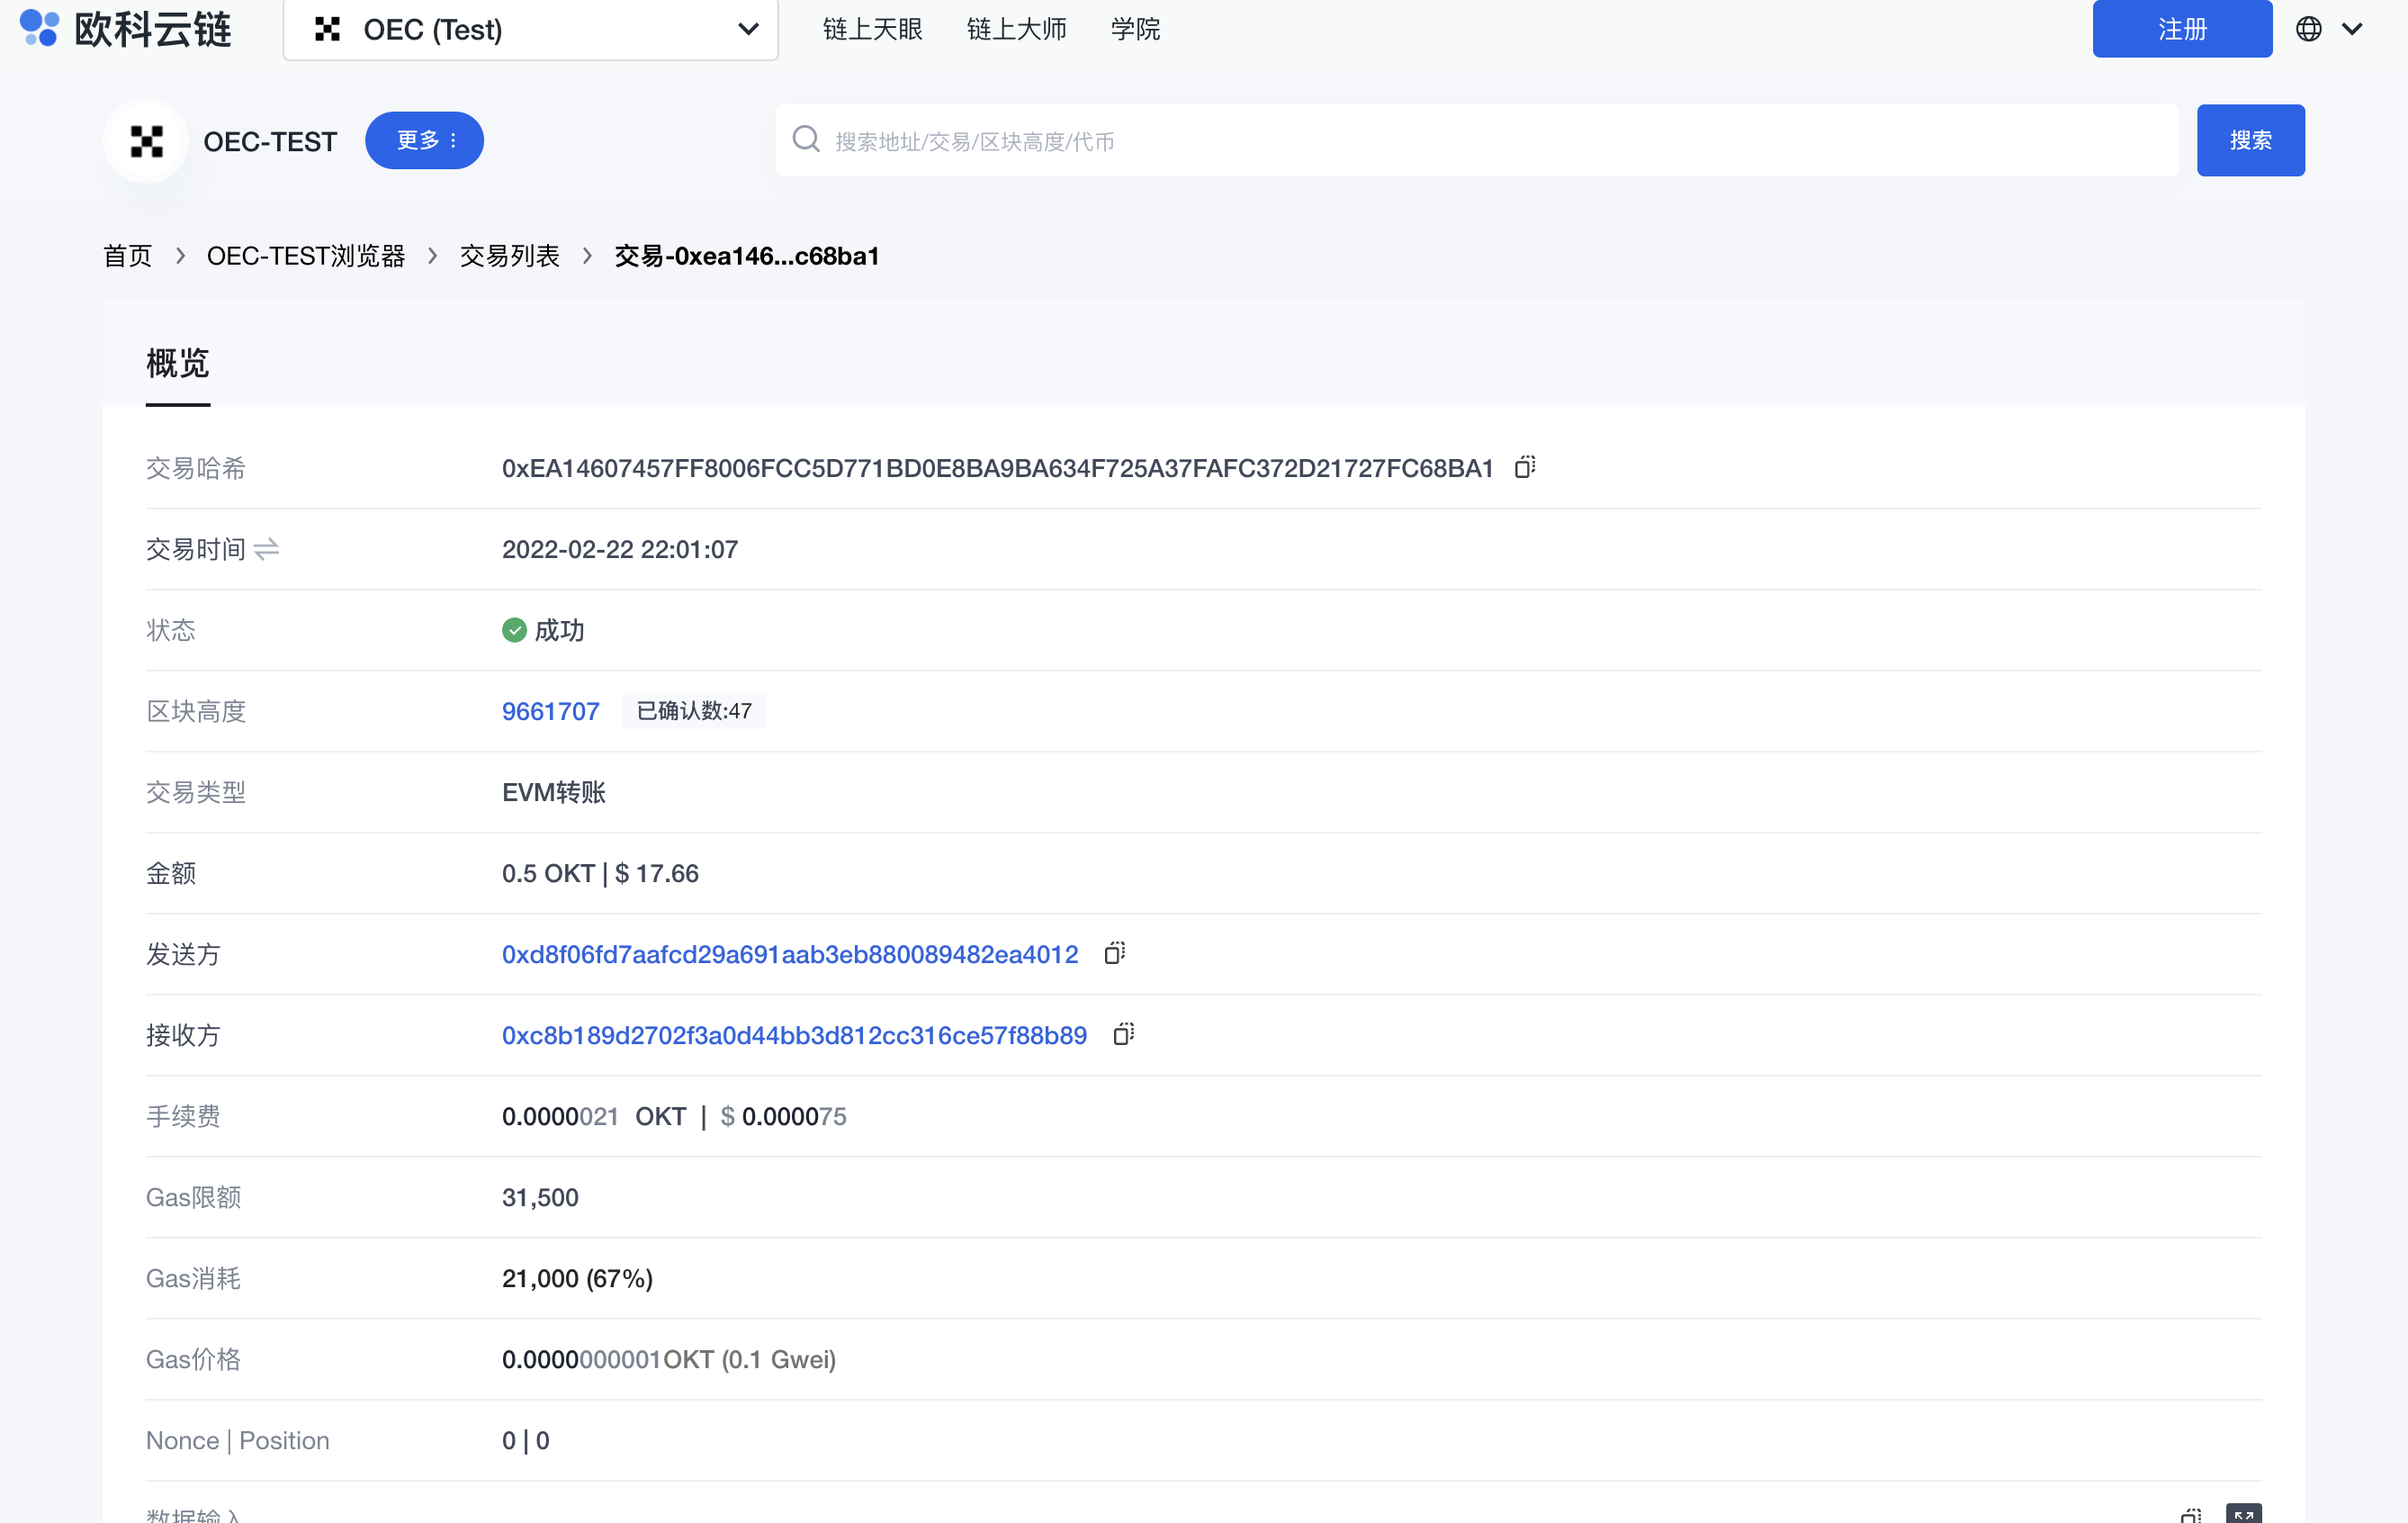 欧科云链
OEC (Test)
链上天眼 链上大师 学院
注册
OEC-TEST
更多
搜索地址/交易/区块高度/代币
搜索
首页 > OEC-TEST浏览器 > 交易列表 > 交易-0xea146...c68ba1
概览
交易哈希 0xEA14607457FF8006FCC5D771BD0E8BA9BA634F725A37FAFC372D21727FC68BA1
交易时间 2022-02-22 22:01:07
状态 成功
区块高度 9661707 已确认数:47
交易类型 EVM转账
金额 0.5 OKT | $ 17.66
发送方 0xd8f06fd7aafcd29a691aab3eb880089482ea4012
接收方 0xc8b189d2702f3a0d44bb3d812cc316ce57f88b89
手续费 0.0000021 OKT | $ 0.000075
Gas限额 31,500
Gas消耗 21,000 (67%)
Gas价格 0.0000000001OKT (0.1 Gwei)
Nonce | Position 0 | 0
数据输入